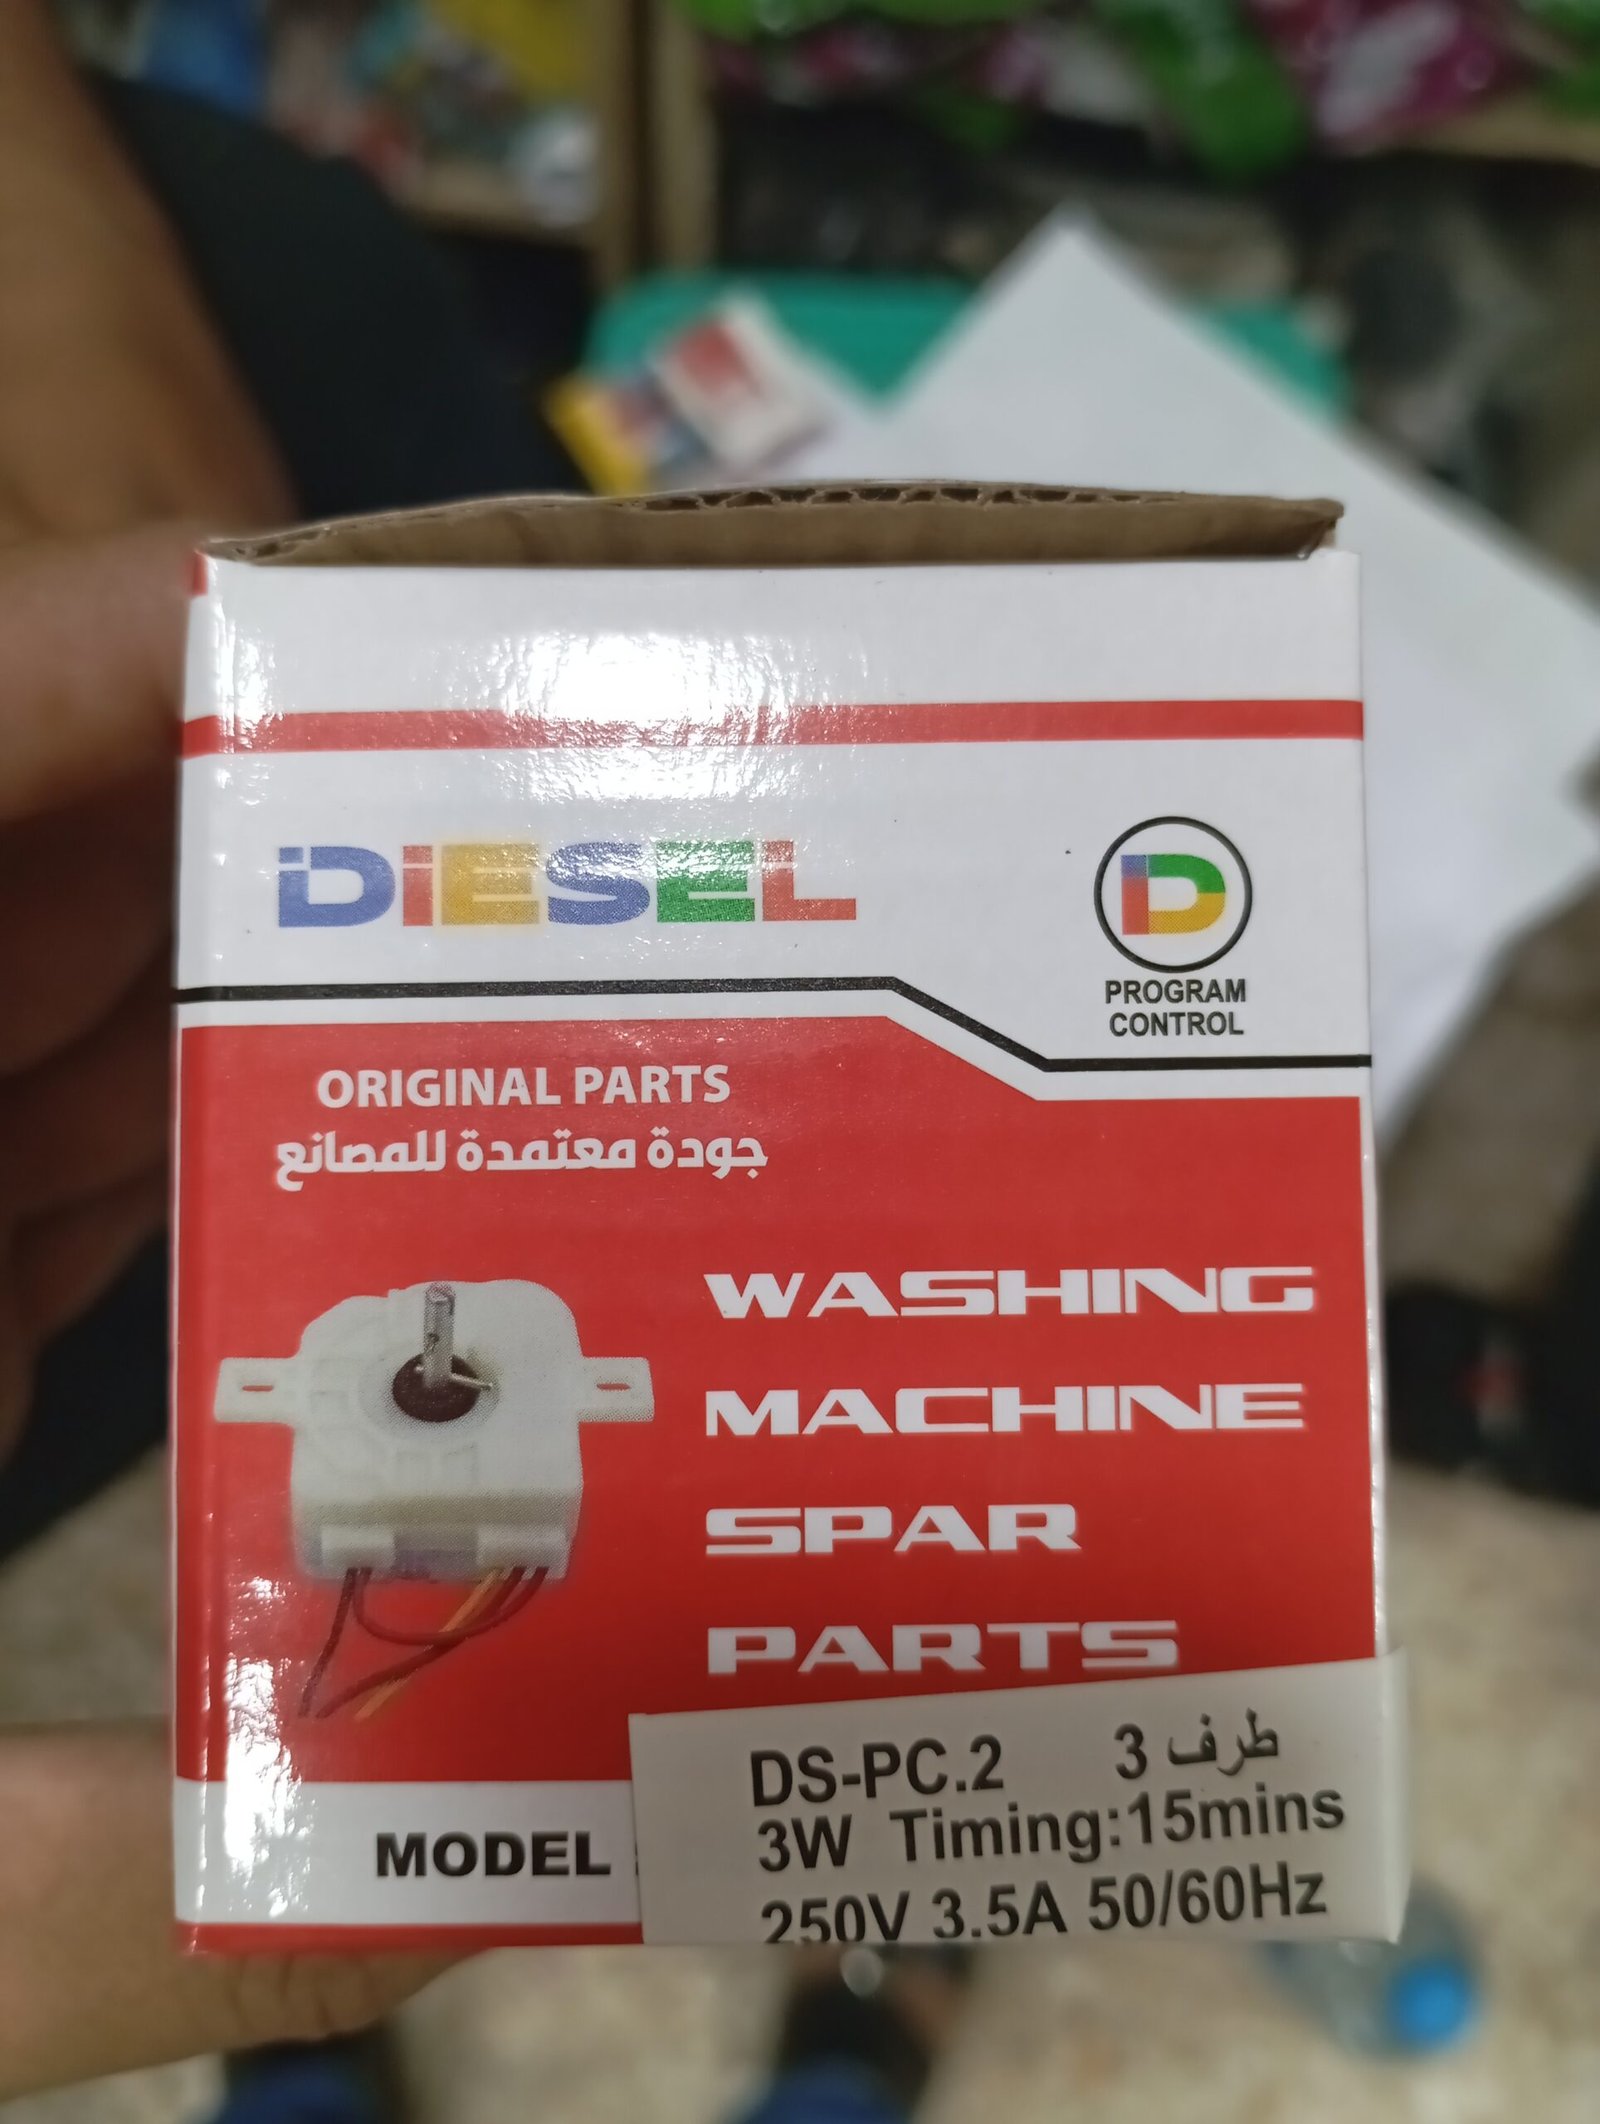 DiESEL
D
PROGRAM
CONTROL
ORIGINAL PARTS
جودة معتمدة للمصانع
WASHING
MACHINE
SPAR
PARTS
MODEL :
DS-PC.2 طرف 3
3W Timing:15mins
250V 3.5A 50/60Hz